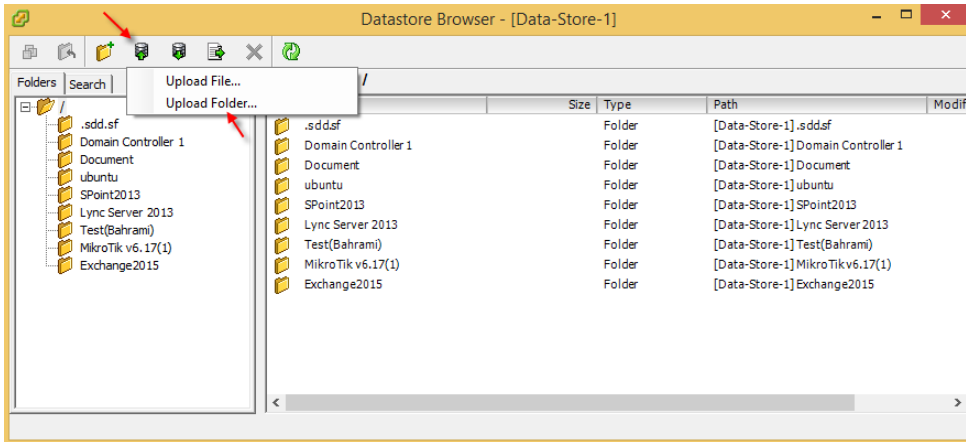 Datastore Browser - [Data-Store-1]
Folders Search /
Upload File...
Upload Folder...
/
.sdd.sf
Domain Controller 1
Document
ubuntu
SPoint2013
Lync Server 2013
Test(Bahrami)
MikroTik v6.17(1)
Exchange2015
Size Type Path Modif
.sdd.sf Folder [Data-Store-1] .sdd.sf
Domain Controller 1 Folder [Data-Store-1] Domain Controller 1
Document Folder [Data-Store-1] Document
ubuntu Folder [Data-Store-1] ubuntu
SPoint2013 Folder [Data-Store-1] SPoint2013
Lync Server 2013 Folder [Data-Store-1] Lync Server 2013
Test(Bahrami) Folder [Data-Store-1] Test(Bahrami)
MikroTik v6.17(1) Folder [Data-Store-1] MikroTik v6.17(1)
Exchange2015 Folder [Data-Store-1] Exchange2015